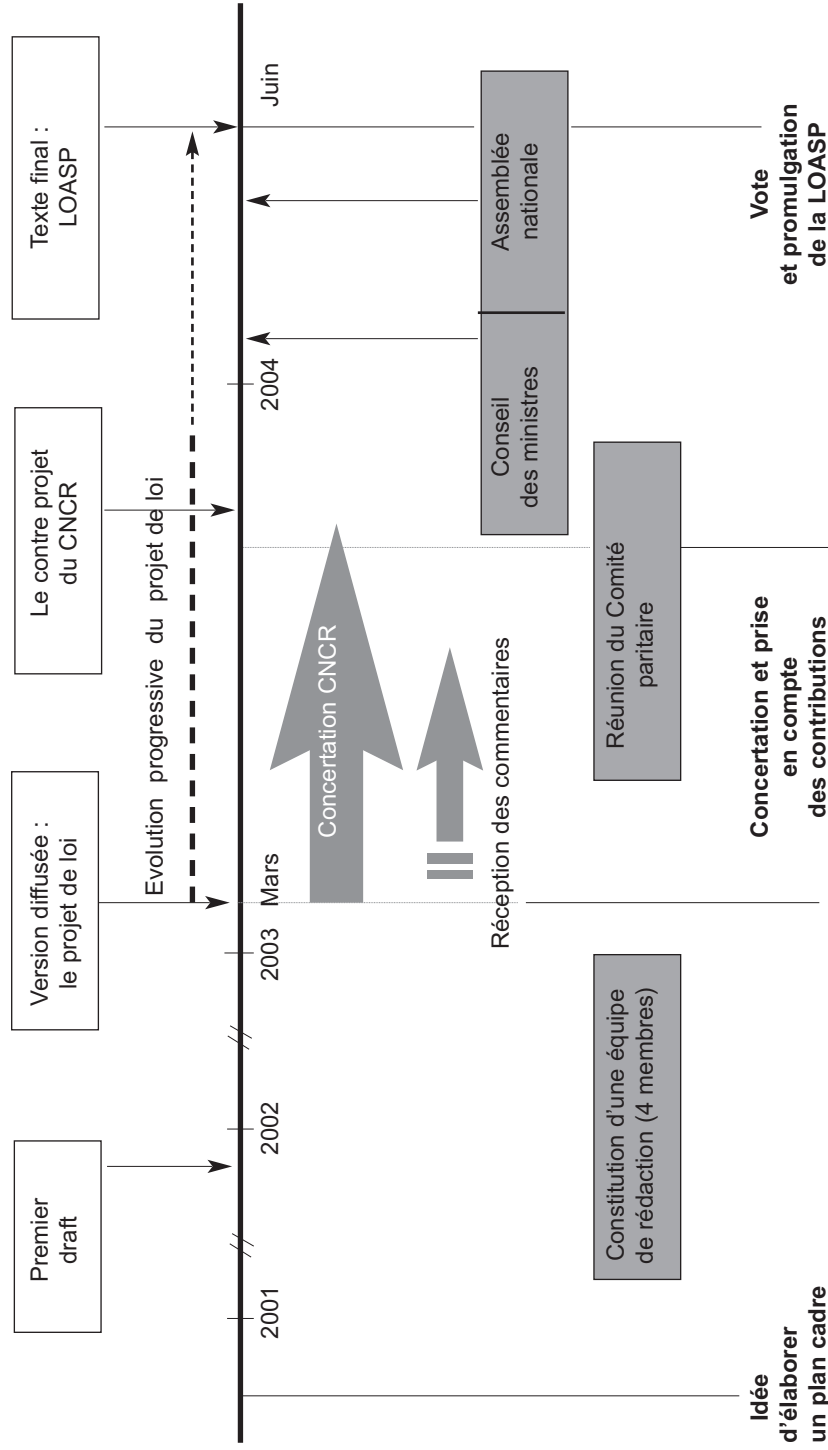 Premier
draft
Version diffusée :
le projet de loi
Le contre projet
du CNCR
Texte final :
LOASP
Evolution progressive du projet de loi
2001
2002
2003
Mars
2004
Juin
Concertation CNCR
Réception des commentaires
Conseil
des ministres
Assemblée
nationale
Constitution d'une équipe
de rédaction (4 membres)
Réunion du Comité
paritaire
Idée
d'élaborer
un plan cadre
Concertation et prise
en compte
des contributions
Vote
et promulgation
de la LOASP